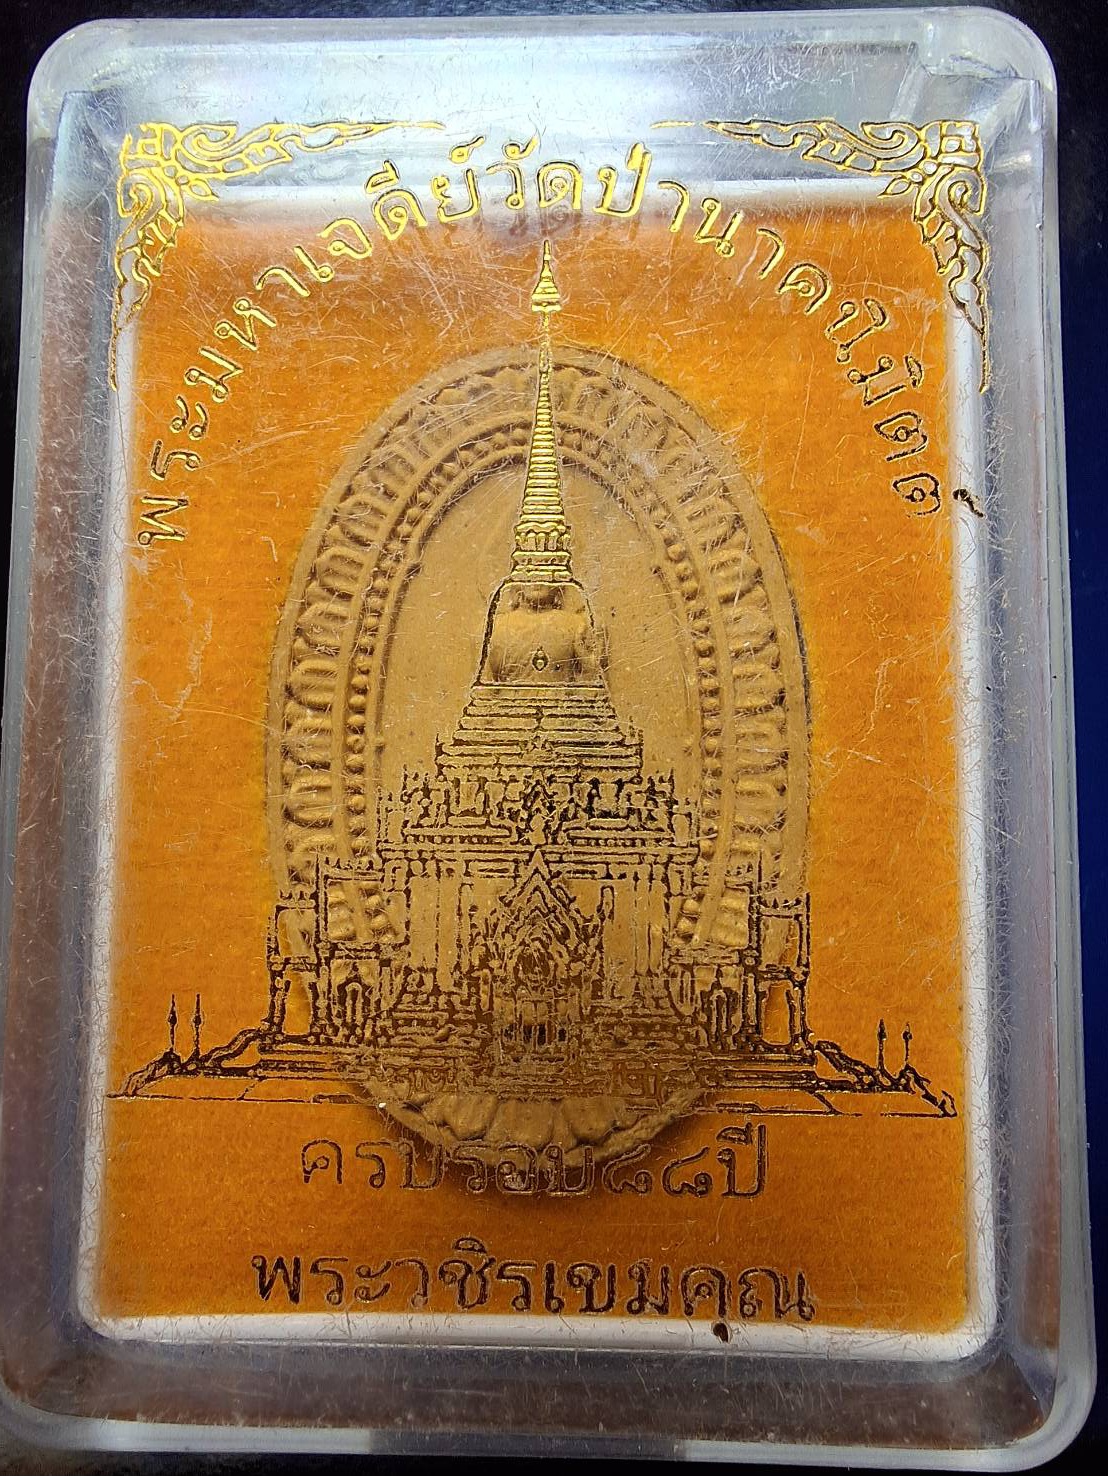 พระมหาเจดีย์วัดป่านาคนิมิตต์
ครบรอบ๘๘ปี
พระวชิรเขมคุณ